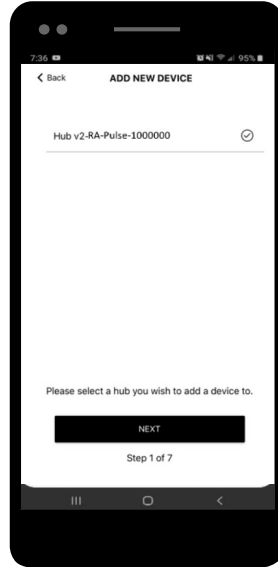 7:36 95%
Back ADD NEW DEVICE
Hub v2-RA-Pulse-1000000
Please select a hub you wish to add a device to.
NEXT
Step 1 of 7